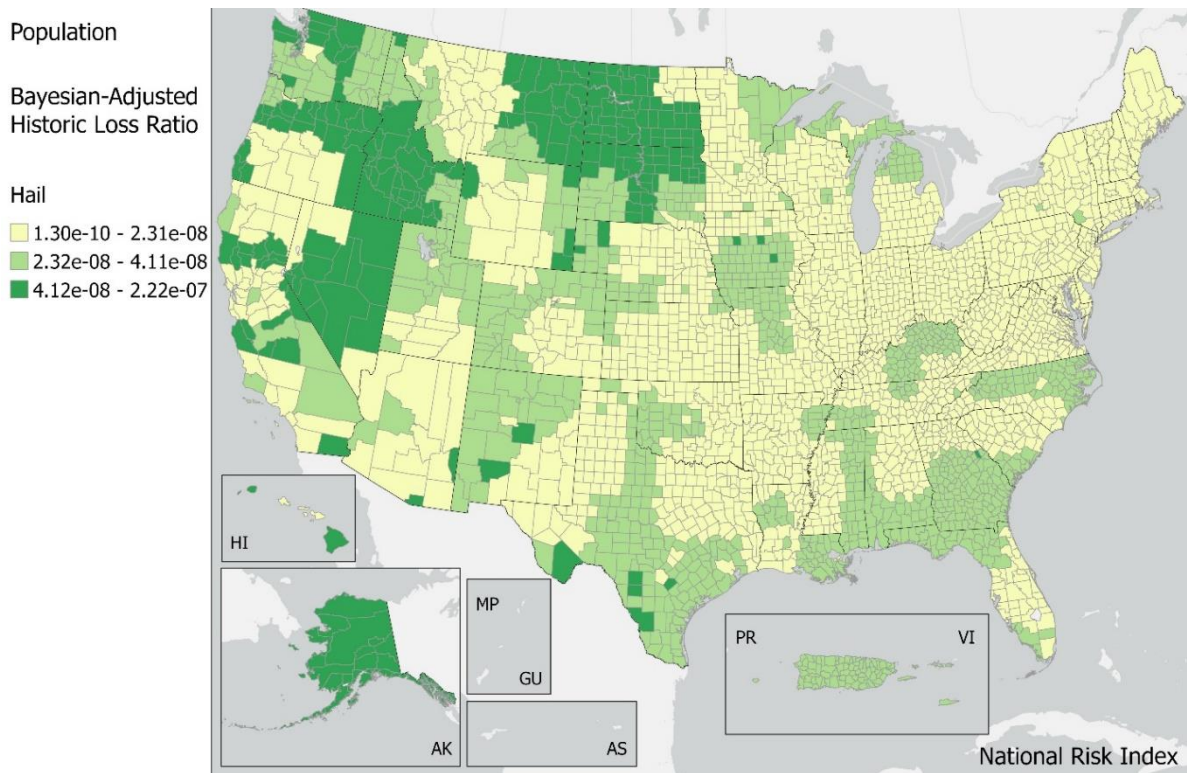 Population
Bayesian-Adjusted
Historic Loss Ratio
Hail
1.30e-10 - 2.31e-08
2.32e-08 - 4.11e-08
4.12e-08 - 2.22e-07
HI
AK
MP
GU
AS
PR
VI
National Risk Index